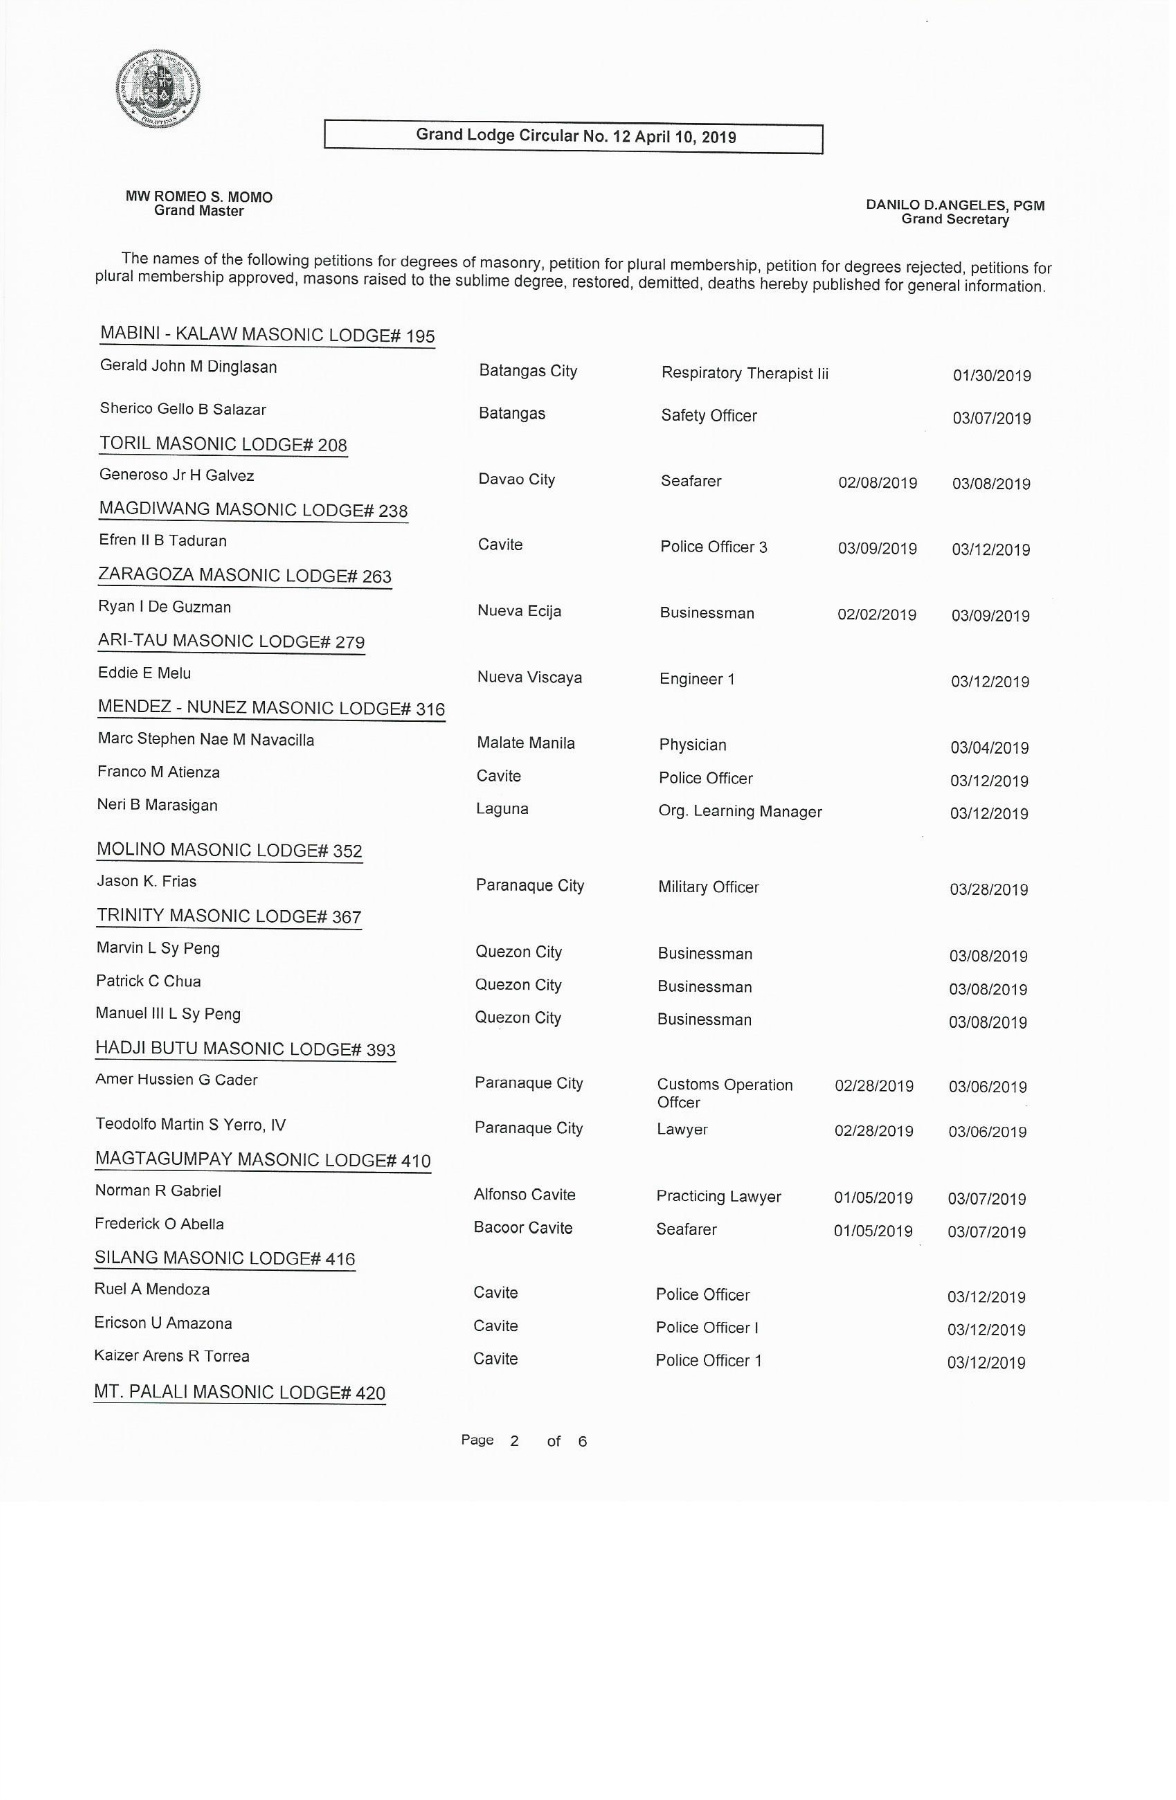 Grand Lodge Circular No. 12 April 10, 2019
MW ROMEO S. MOMO
Grand Master
DANILO D.ANGELES, PGM
Grand Secretary
The names of the following petitions for degrees of masonry, petition for plural membership, petition for degrees rejected, petitions for
plural membership approved, masons raised to the sublime degree, restored, demitted, deaths hereby published for general information.
MABINI - KALAW MASONIC LODGE# 195
Gerald John M Dinglasan Batangas City Respiratory Therapist Iii 01/30/2019
Sherico Gello B Salazar Batangas Safety Officer 03/07/2019
TORIL MASONIC LODGE# 208
Generoso Jr H Galvez Davao City Seafarer 02/08/2019 03/08/2019
MAGDIWANG MASONIC LODGE# 238
Efren II B Taduran Cavite Police Officer 3 03/09/2019 03/12/2019
ZARAGOZA MASONIC LODGE# 263
Ryan I De Guzman Nueva Ecija Businessman 02/02/2019 03/09/2019
ARI-TAU MASONIC LODGE# 279
Eddie E Melu Nueva Viscaya Engineer 1 03/12/2019
MENDEZ - NUNEZ MASONIC LODGE# 316
Marc Stephen Nae M Navacilla Malate Manila Physician 03/04/2019
Franco M Atienza Cavite Police Officer 03/12/2019
Neri B Marasigan Laguna Org. Learning Manager 03/12/2019
MOLINO MASONIC LODGE# 352
Jason K. Frias Paranaque City Military Officer 03/28/2019
TRINITY MASONIC LODGE# 367
Marvin L Sy Peng Quezon City Businessman 03/08/2019
Patrick C Chua Quezon City Businessman 03/08/2019
Manuel III L Sy Peng Quezon City Businessman 03/08/2019
HADJI BUTU MASONIC LODGE# 393
Amer Hussien G Cader Paranaque City Customs Operation 02/28/2019 03/06/2019
Offcer
Teodolfo Martin S Yerro, IV Paranaque City Lawyer 02/28/2019 03/06/2019
MAGTAGUMPAY MASONIC LODGE# 410
Norman R Gabriel Alfonso Cavite Practicing Lawyer 01/05/2019 03/07/2019
Frederick O Abella Bacoor Cavite Seafarer 01/05/2019 03/07/2019
SILANG MASONIC LODGE# 416
Ruel A Mendoza Cavite Police Officer 03/12/2019
Ericson U Amazona Cavite Police Officer I 03/12/2019
Kaizer Arens R Torrea Cavite Police Officer 1 03/12/2019
MT. PALALI MASONIC LODGE# 420
Page 2 of 6